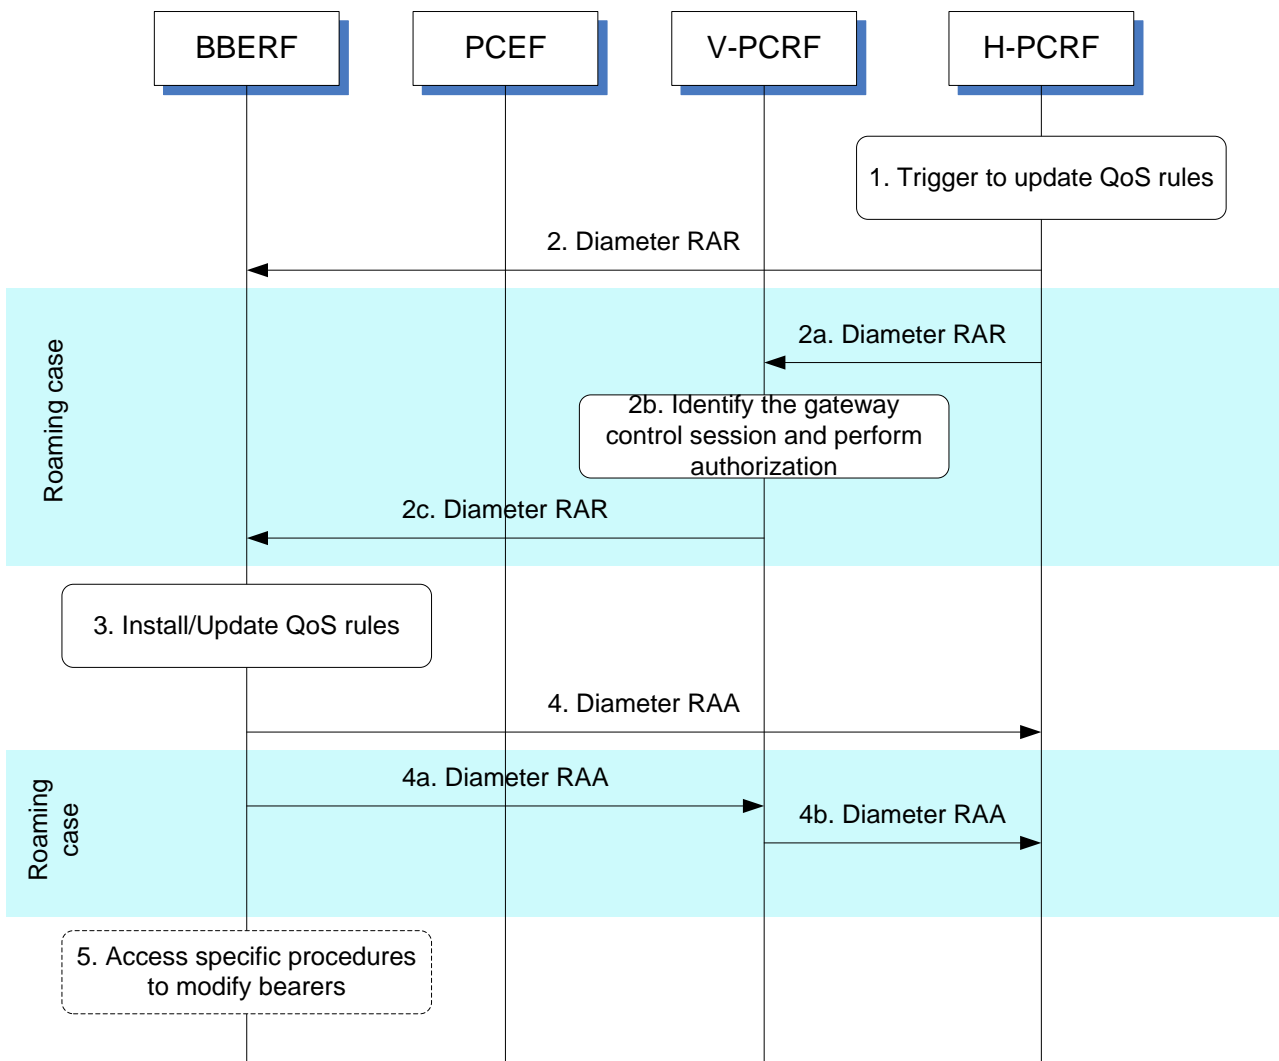 BBERF
PCEF
V-PCRF
H-PCRF
1. Trigger to update QoS rules
2. Diameter RAR
Roaming case
2a. Diameter RAR
2b. Identify the gateway
control session and perform
authorization
2c. Diameter RAR
3. Install/Update QoS rules
4. Diameter RAA
Roaming
case
4a. Diameter RAA
4b. Diameter RAA
5. Access specific procedures
to modify bearers